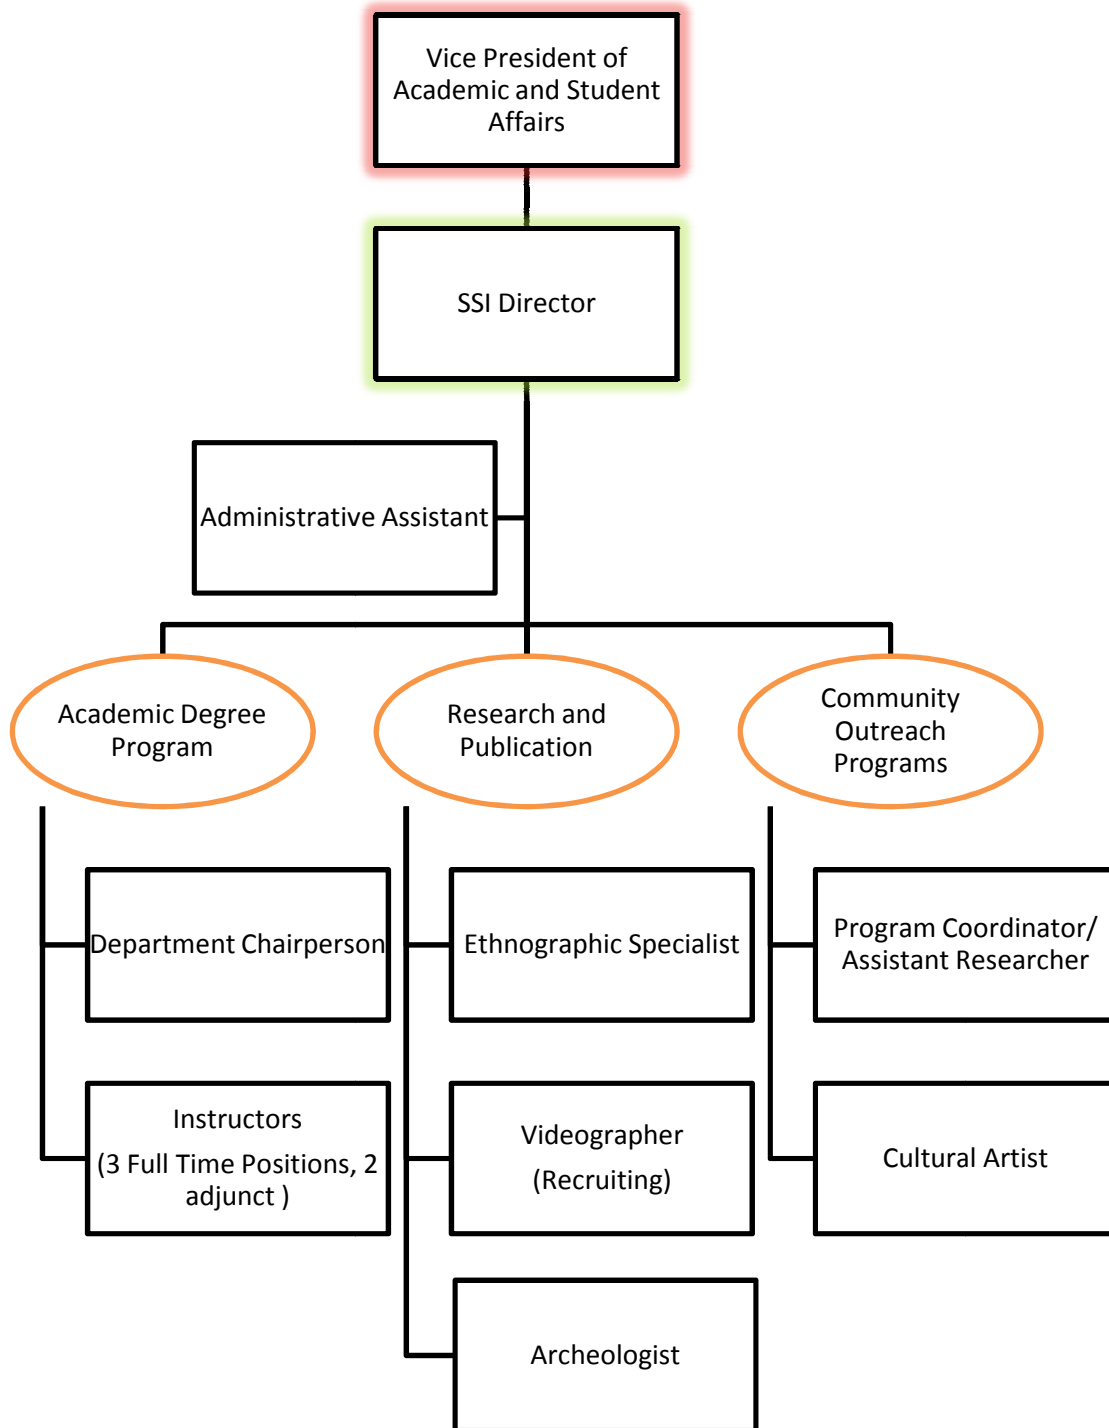 Vice President of
Academic and Student
Affairs
SSI Director
Administrative Assistant
Academic Degree
Program
Research and
Publication
Community
Outreach
Programs
Department Chairperson
Ethnographic Specialist
Program Coordinator/
Assistant Researcher
Instructors
(3 Full Time Positions, 2
adjunct )
Videographer
(Recruiting)
Cultural Artist
Archeologist